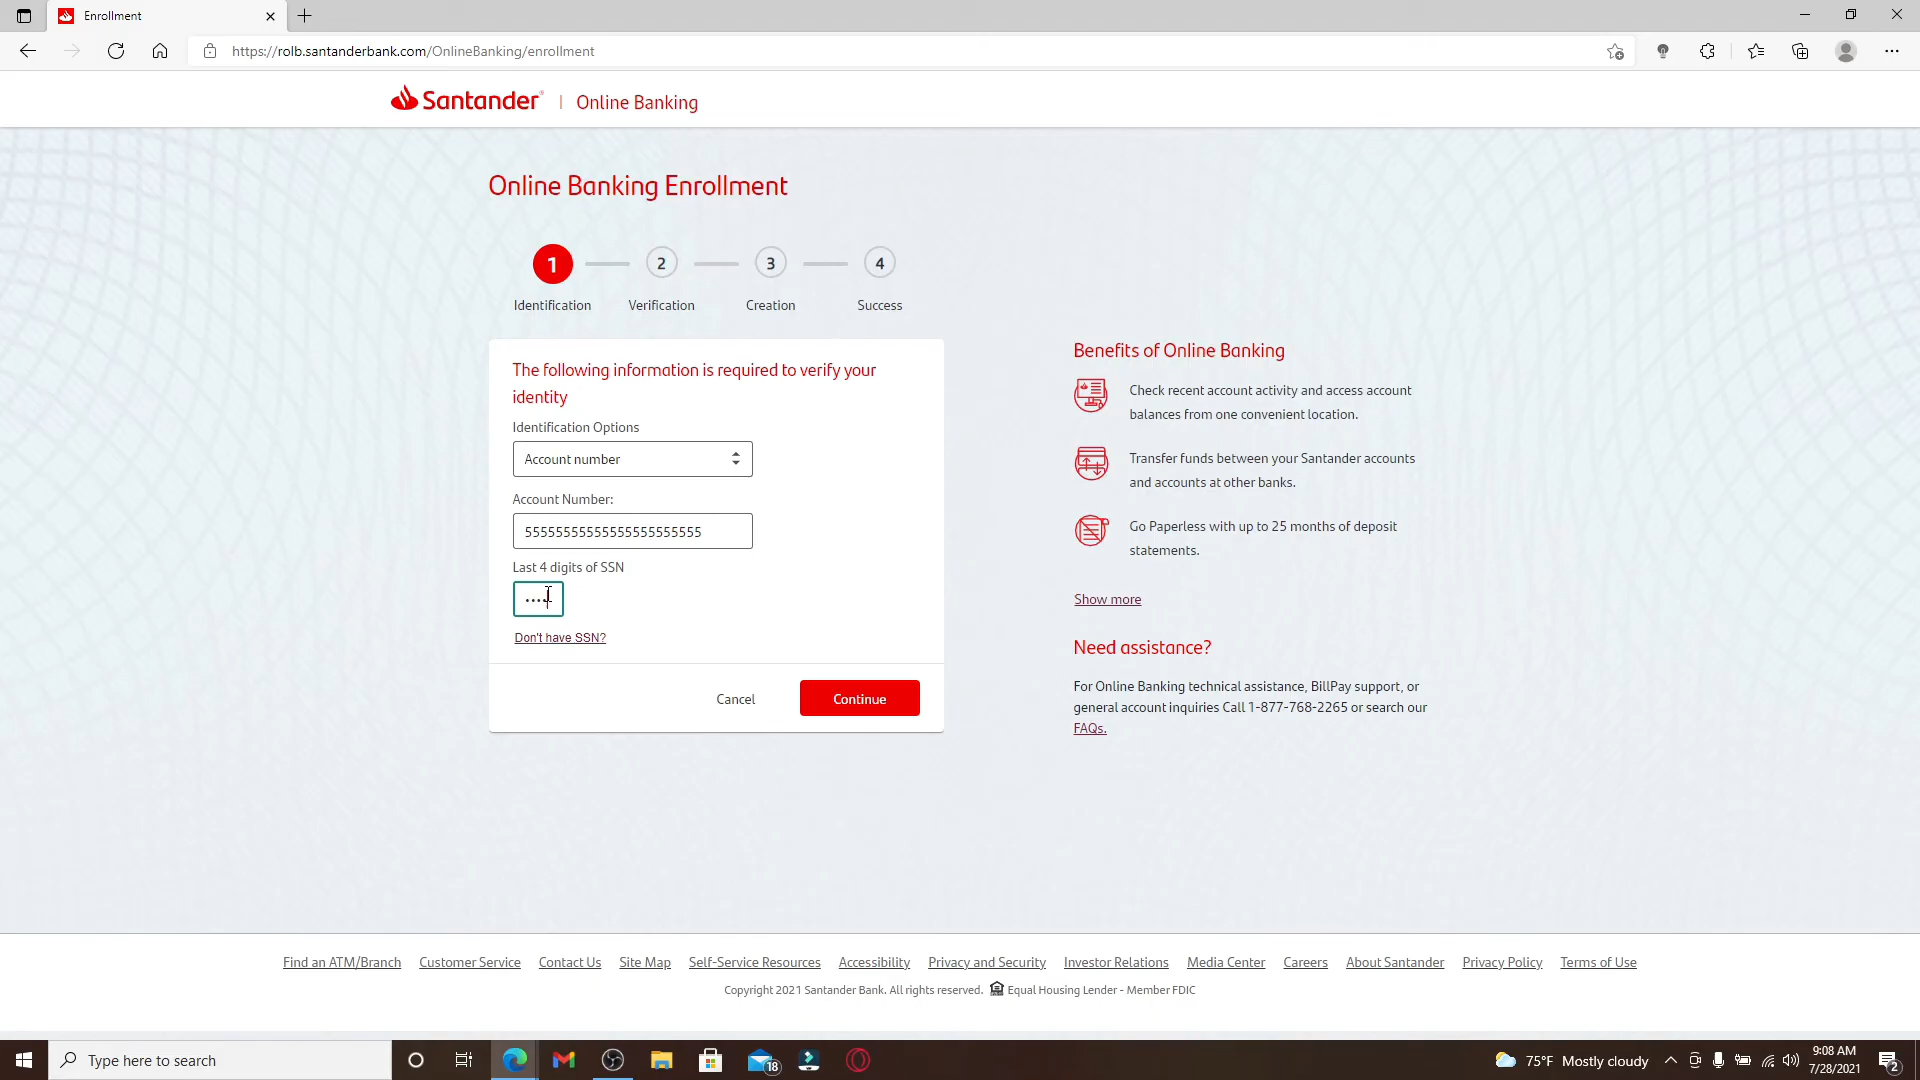 Enrollment
https://rolb.santanderbank.com/OnlineBanking/enrollment
Santander | Online Banking
Online Banking Enrollment
1 2 3 4
Identification Verification Creation Success
The following information is required to verify your
identity
Identification Options
Account number
Account Number:
55555555555555555555555
Last 4 digits of SSN
••••
Don't have SSN?
Cancel Continue
Benefits of Online Banking
Check recent account activity and access account
balances from one convenient location.
Transfer funds between your Santander accounts
and accounts at other banks.
Go Paperless with up to 25 months of deposit
statements.
Show more
Need assistance?
For Online Banking technical assistance, BillPay support, or
general account inquiries Call 1-877-768-2265 or search our
FAQs.
Find an ATM/Branch Customer Service Contact Us Site Map Self-Service Resources Accessibility Privacy and Security Investor Relations Media Center Careers About Santander Privacy Policy Terms of Use
Copyright 2021 Santander Bank. All rights reserved. Equal Housing Lender - Member FDIC
Type here to search
18
75°F Mostly cloudy
9:08 AM
7/28/2021
2